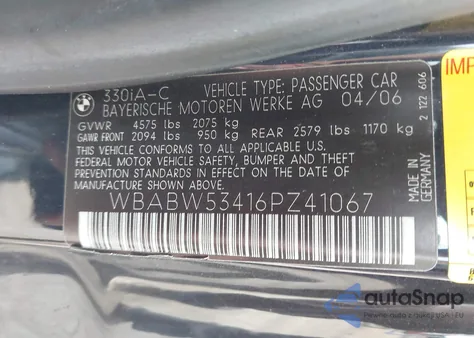 330iA-C VEHICLE TYPE: PASSENGER CAR
BAYERISCHE MOTOREN WERKE AG 04/06
GVWR 4575 lbs 2075 kg
GAWR FRONT 2094 lbs 950 kg REAR 2579 lbs 1170 kg
THIS VEHICLE CONFORMS TO ALL APPLICABLE U.S.
FEDERAL MOTOR VEHICLE SAFETY, BUMPER AND THEFT
PREVENTION STANDARDS IN EFFECT ON THE DATE OF
MANUFACTURE SHOWN ABOVE.
WBABW53416PZ41067
MADE IN
GERMANY
2 122 606
IMP
autoSnap